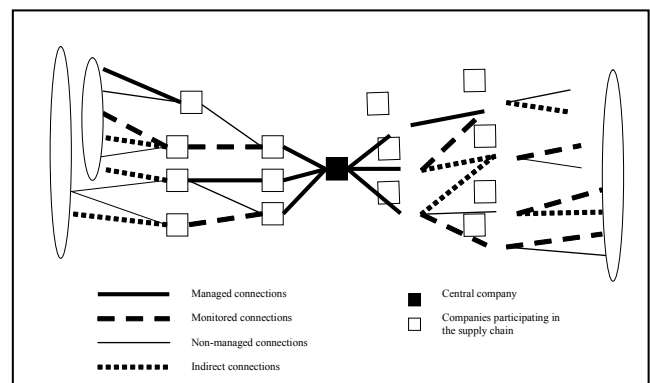 Managed connections
Monitored connections
Non-managed connections
Indirect connections
Central company
Companies participating in
the supply chain